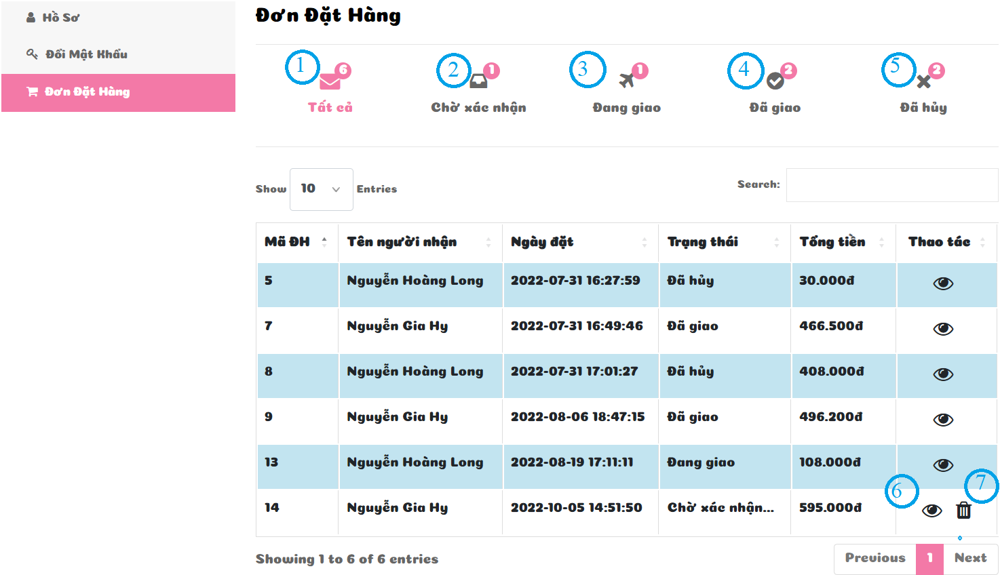 Hồ Sơ
Đổi Mật Khẩu
Đơn Đặt Hàng
Đơn Đặt Hàng
1 6 2 1 3 1 4 2 5 2
Tất cả Chờ xác nhận Đang giao Đã giao Đã hủy
Show 10 Entries Search:
Mã ĐH Tên người nhận Ngày đặt Trạng thái Tổng tiền Thao tác
5 Nguyễn Hoàng Long 2022-07-31 16:27:59 Đã hủy 30.000đ
7 Nguyễn Gia Hy 2022-07-31 16:49:46 Đã giao 466.500đ
8 Nguyễn Hoàng Long 2022-07-31 17:01:27 Đã hủy 408.000đ
9 Nguyễn Gia Hy 2022-08-06 18:47:15 Đã giao 496.200đ
13 Nguyễn Hoàng Long 2022-08-19 17:11:11 Đang giao 108.000đ
6 7
14 Nguyễn Gia Hy 2022-10-05 14:51:50 Chờ xác nhận... 595.000đ
Showing 1 to 6 of 6 entries Previous 1 Next